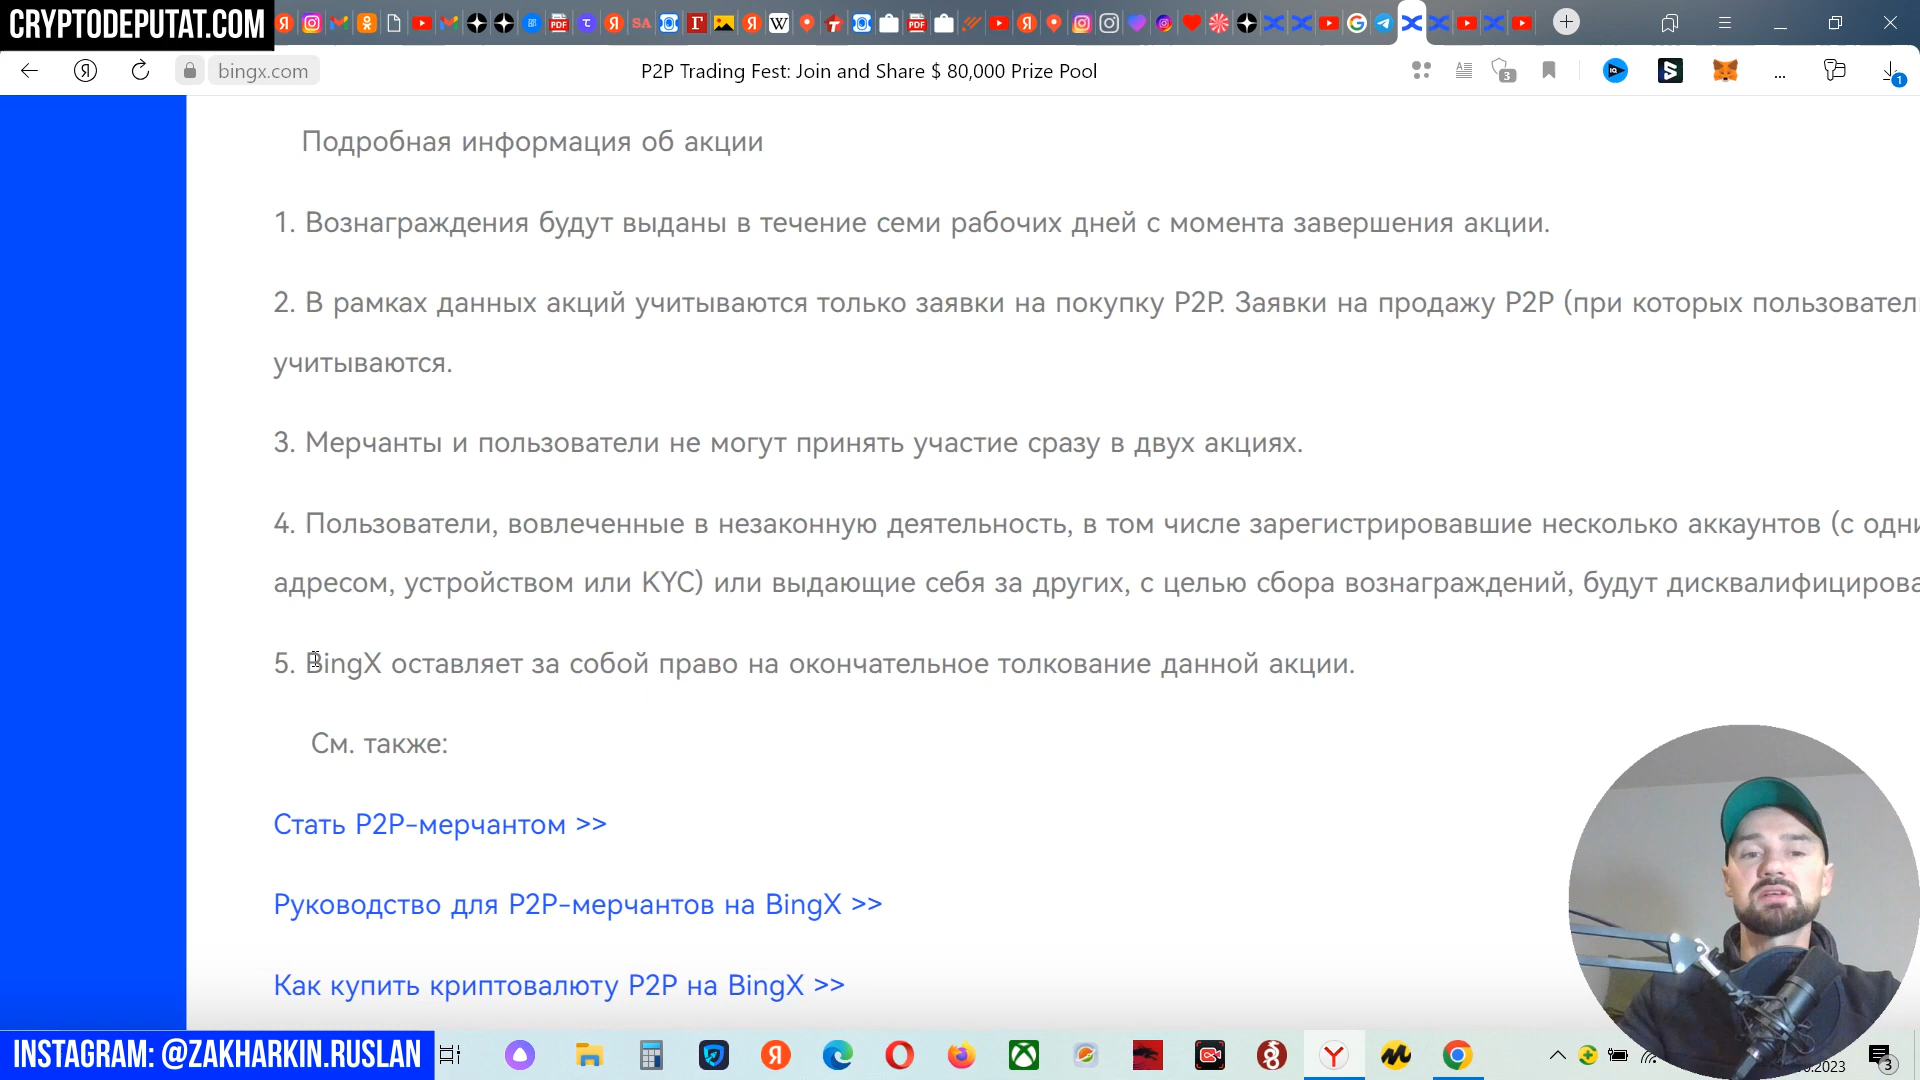 CRYPTODEPUTAT.COM
bingx.com
P2P Trading Fest: Join and Share $ 80,000 Prize Pool
3
1
Подробная информация об акции
1. Вознаграждения будут выданы в течение семи рабочих дней с момента завершения акции.
2. В рамках данных акций учитываются только заявки на покупку P2P. Заявки на продажу P2P (при которых
учитываются.
3. Мерчанты и пользователи не могут принять участие сразу в двух акциях.
4. Пользователи, вовлеченные в незаконную деятельность, в том числе зарегистрировавшие несколько аккаунтов (с
адресом, устройством или KYC) или выдающие себя за других, с целью сбора вознаграждений, будут
5. BingX оставляет за собой право на окончательное толкование данной акции.
См. также:
Стать P2P-мерчантом >>
Руководство для P2P-мерчантов на BingX >>
Как купить криптовалюту P2P на BingX >>
INSTAGRAM: @ZAKHARKIN.RUSLAN
3